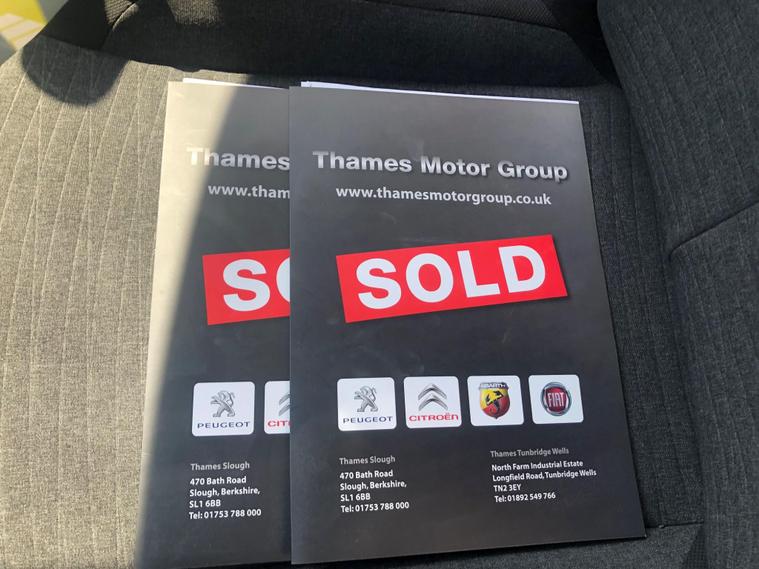 Thames
www.tham
SO
PEUGEOT
CIT
Thames Slough
470 Bath Road
Slough, Berkshire,
SL1 6BB
Tel: 01753 788 000
Thames Motor Group
www.thamesmotorgroup.co.uk
SOLD
PEUGEOT
CITROËN
ABARTH
FIAT
Thames Slough
470 Bath Road
Slough, Berkshire,
SL1 6BB
Tel: 01753 788 000
Thames Tunbridge Wells
North Farm Industrial Estate
Longfield Road, Tunbridge Wells
TN2 3EY
Tel: 01892 549 766